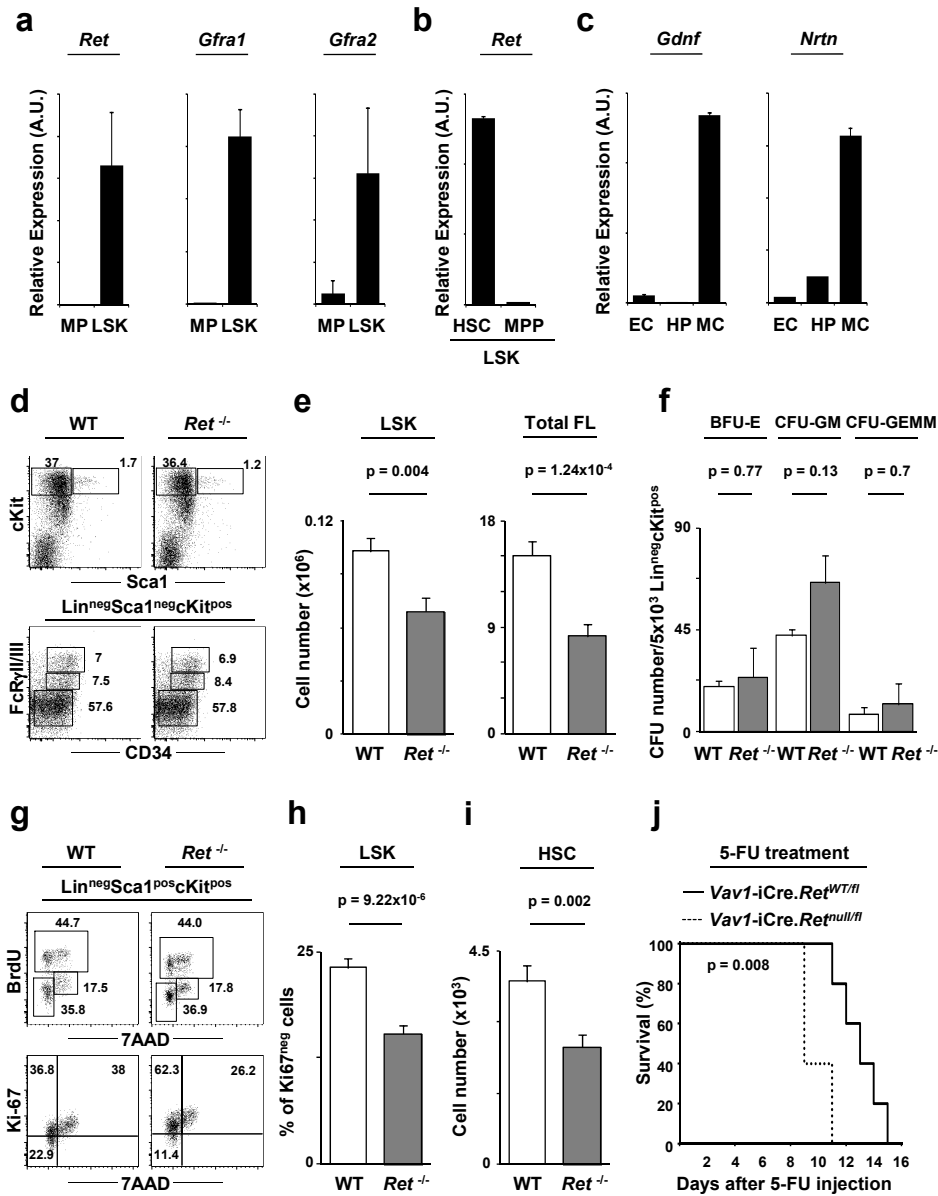 a
b
c
Ret
Gfra1
Gfra2
Ret
Gdnf
Nrtn
Relative Expression (A.U.)
Relative Expression (A.U.)
Relative Expression (A.U.)
MP LSK
MP LSK
MP LSK
HSC MPP
LSK
EC HP MC
EC HP MC
d
WT
Ret -/-
37
1.7
36.4
1.2
cKit
Sca1
LinnegSca1negcKitpos
7
7.5
57.6
6.9
8.4
57.8
FcRγII/III
CD34
e
LSK
Total FL
p = 0.004
p = 1.24x10-4
Cell number (x106)
0.12
0.06
0
18
9
0
WT Ret -/-
WT Ret -/-
f
BFU-E CFU-GM CFU-GEMM
p = 0.77
p = 0.13
p = 0.7
CFU number/5x103 LinnegcKitpos
90
45
0
WT Ret -/- WT Ret -/- WT Ret -/-
g
WT
Ret -/-
LinnegSca1poscKitpos
44.7
17.5
35.8
44.0
17.8
36.9
BrdU
7AAD
36.8
38
22.9
62.3
26.2
11.4
Ki-67
7AAD
h
LSK
p = 9.22x10-6
% of Ki67neg cells
25
0
WT Ret -/-
i
HSC
p = 0.002
Cell number (x103)
4.5
0
WT Ret -/-
j
5-FU treatment
Vav1-iCre.RetWT/fl
Vav1-iCre.Retnull/fl
p = 0.008
Survival (%)
100
80
60
40
20
0
2 4 6 8 10 12 14 16
Days after 5-FU injection